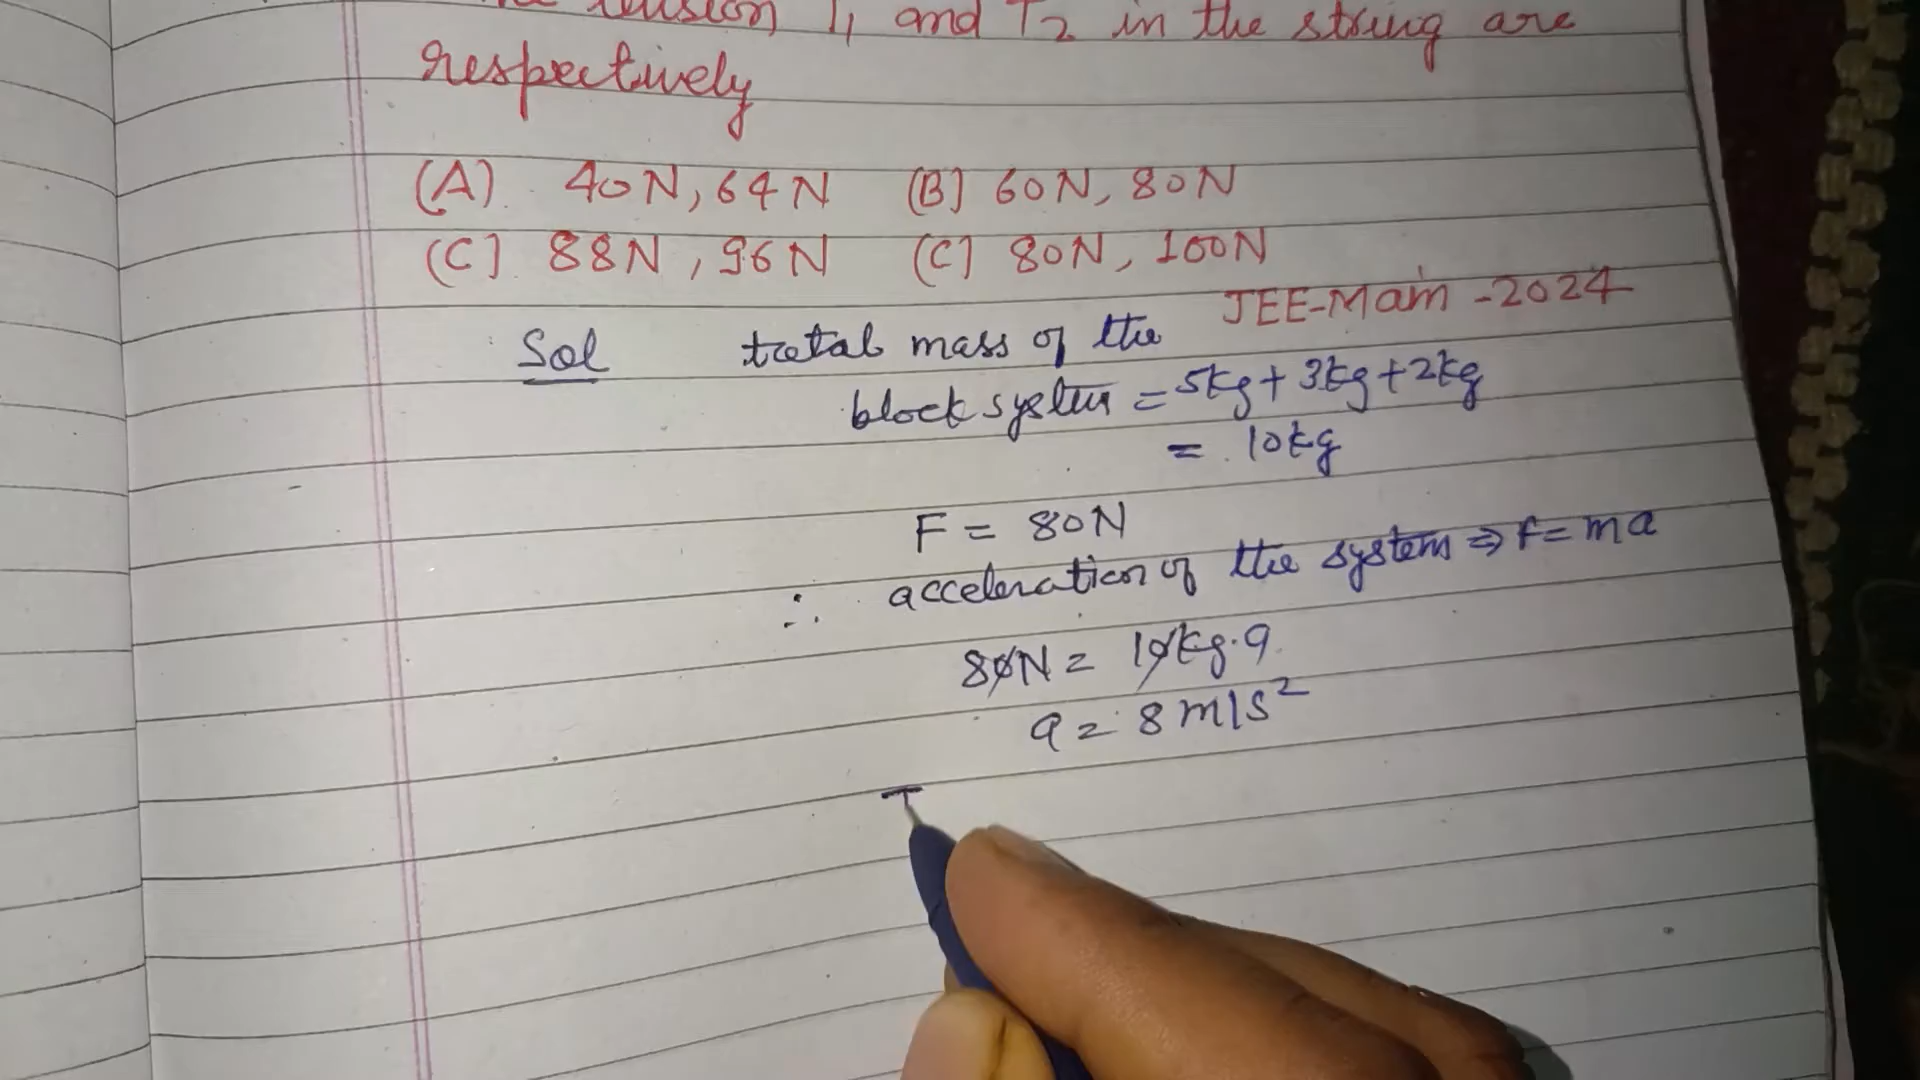 tension T1 and T2 in the string are
respectively
(A) 40N, 64N (B) 60N, 80N
(C) 88N, 96N (C) 80N, 100N
JEE-Main -2024
Sol total mass of the
block system = 5kg + 3kg + 2kg
= 10kg
F = 80N
∴ acceleration of the system ⇒ F = ma
80N = 10kg.a
a = 8 m/s²
T